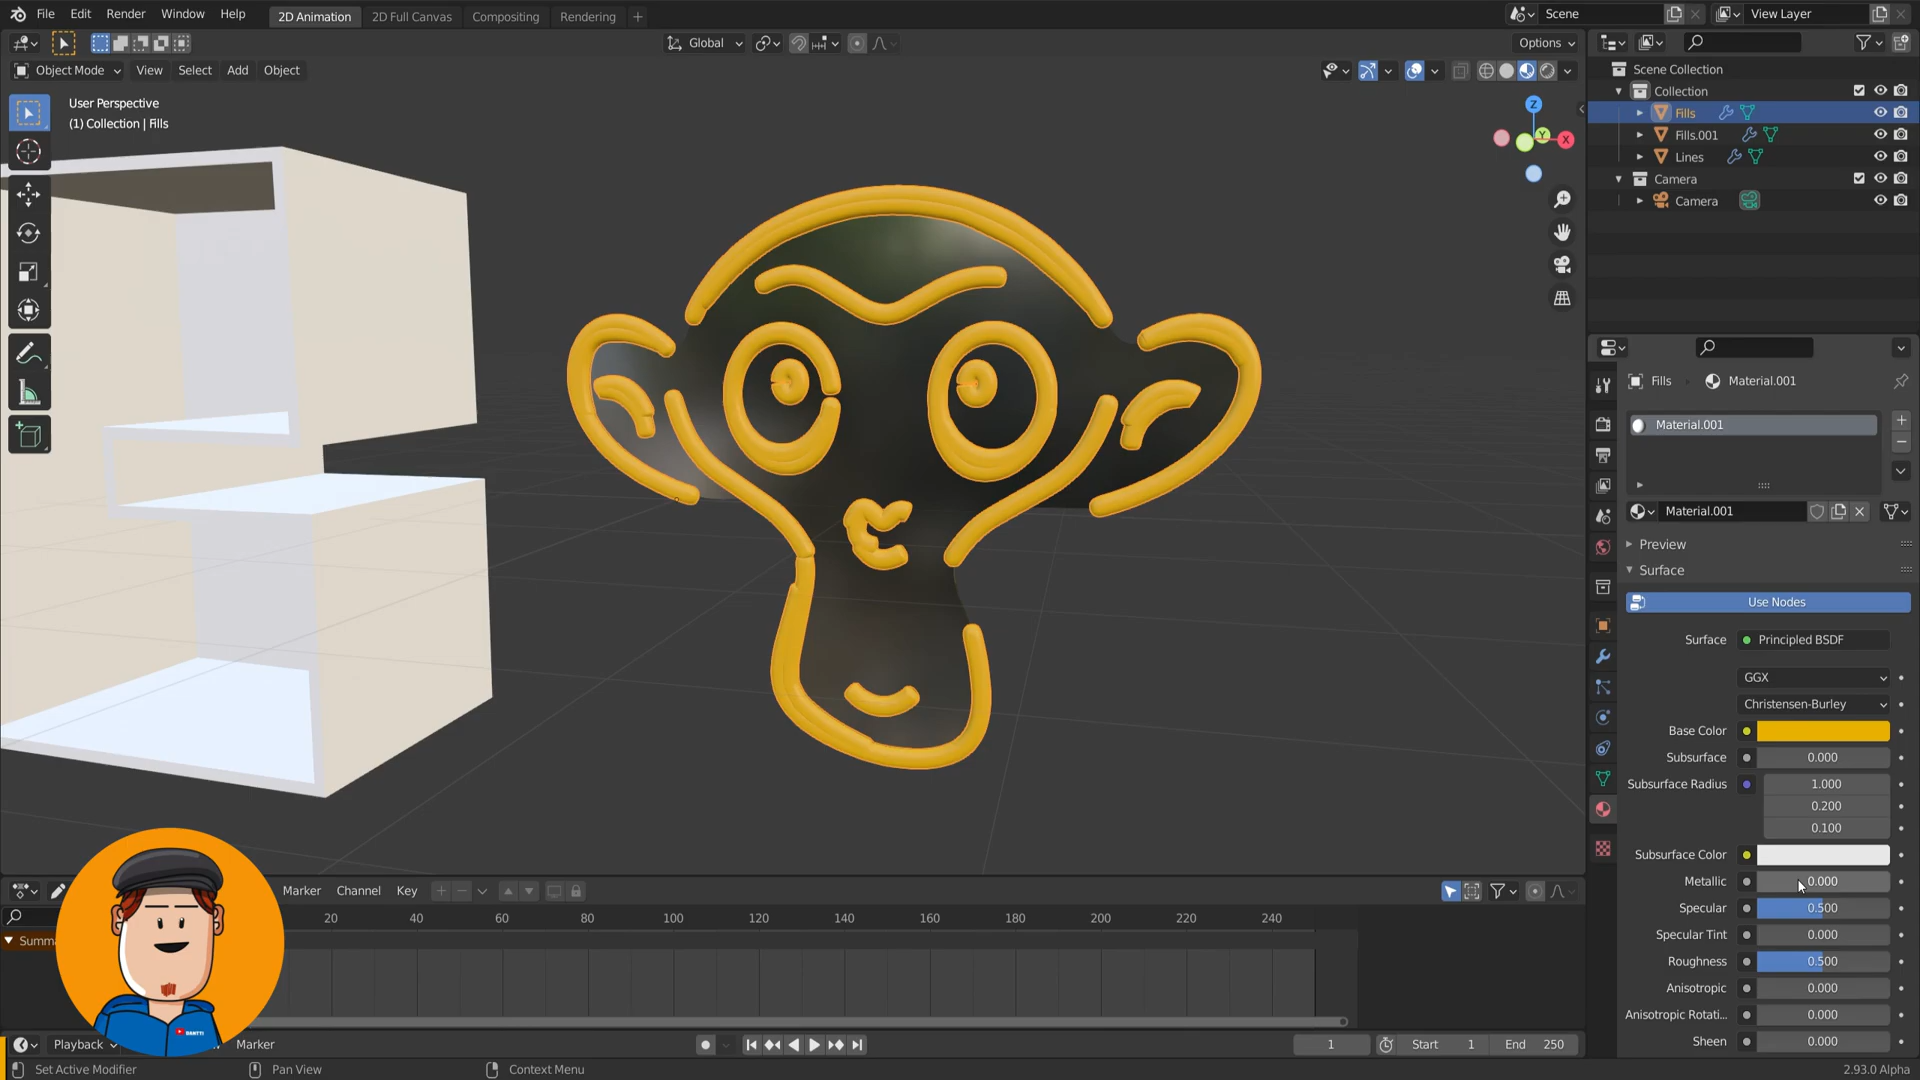 File Edit Render Window Help 2D Animation 2D Full Canvas Compositing Rendering + Scene View Layer
Global Options
Object Mode View Select Add Object
User Perspective
(1) Collection | Fills
Z
Y
X
Scene Collection
Collection
Fills
Fills.001
Lines
Camera
Camera
Fills Material.001
Material.001
Material.001
Preview
Surface
Use Nodes
Surface Principled BSDF
GGX
Christensen-Burley
Base Color
Subsurface 0.000
Subsurface Radius 1.000
0.200
0.100
Subsurface Color
Metallic 0.000
Specular 0.500
Specular Tint 0.000
Roughness 0.500
Anisotropic 0.000
Anisotropic Rotati... 0.000
Sheen 0.000
Marker Channel Key
20 40 60 80 100 120 140 160 180 200 220 240
Summa
DANTTI
Playback Marker 1 Start 1 End 250
Set Active Modifier Pan View Context Menu 2.93.0 Alpha